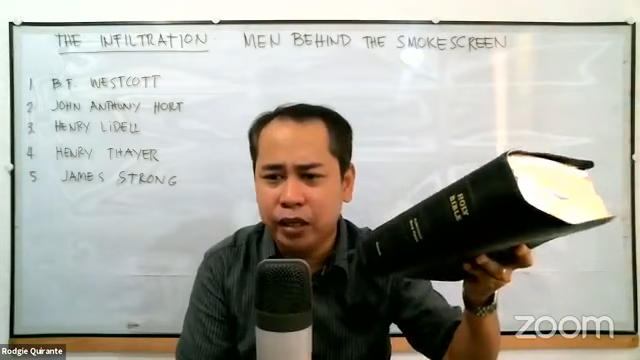 THE INFILTRATION MEN BEHIND THE SMOKESCREEN
1 B.F. WESTCOTT
2 JOHN ANTHONY HORT
3. HENRY LIDELL
4 HENRY THAYER
5 JAMES STRONG
HOLY
BIBLE
zoom
Rodgie Quirante